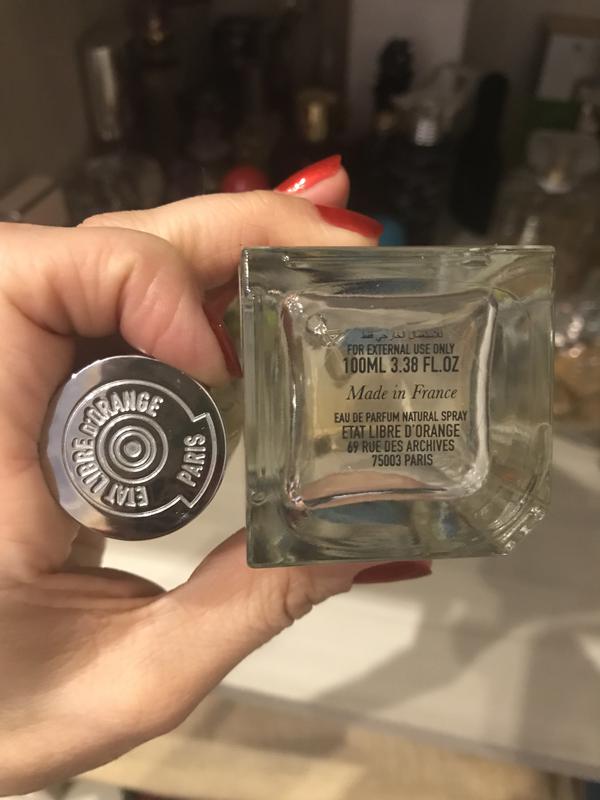 ETAT LIBRE D'ORANGE
PARIS
للاستعمال الخارجي فقط
FOR EXTERNAL USE ONLY
100ML 3.38 FL.OZ
Made in France
EAU DE PARFUM NATURAL SPRAY
ETAT LIBRE D'ORANGE
69 RUE DES ARCHIVES
75003 PARIS